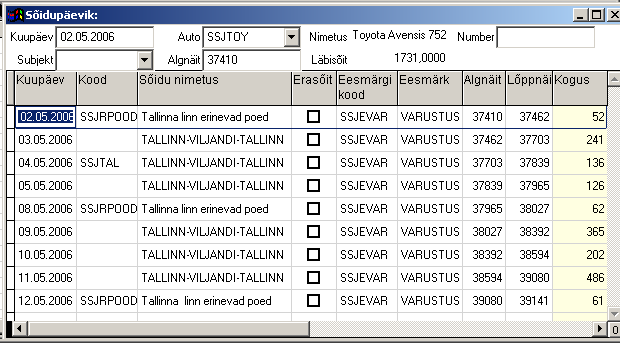 Sõidupäevik:
Kuupäev 02.05.2006 Auto SSJTOY Nimetus Toyota Avensis 752 Number
Subjekt Algnäit 37410 Läbisõit 1731,0000
Kuupäev Kood Sõidu nimetus Erasõit Eesmärgi kood Eesmärk Algnäit Lõppnäi Kogus
02.05.2006 SSJRPOOD Tallinna linn erinevad poed SSJEVAR VARUSTUS 37410 37462 52
03.05.2006 TALLINN-VILJANDI-TALLINN SSJEVAR VARUSTUS 37462 37703 241
04.05.2006 SSJTAL TALLINN-VILJANDI-TALLINN SSJEVAR VARUSTUS 37703 37839 136
05.05.2006 TALLINN-VILJANDI-TALLINN SSJEVAR VARUSTUS 37839 37965 126
08.05.2006 SSJRPOOD Tallinna linn erinevad poed SSJEVAR VARUSTUS 37965 38027 62
09.05.2006 TALLINN-VILJANDI-TALLINN SSJEVAR VARUSTUS 38027 38392 365
10.05.2006 TALLINN-VILJANDI-TALLINN SSJEVAR VARUSTUS 38392 38594 202
11.05.2006 TALLINN-VILJANDI-TALLINN SSJEVAR VARUSTUS 38594 39080 486
12.05.2006 SSJRPOOD Tallinna linn erinevad poed SSJEVAR VARUSTUS 39080 39141 61
0